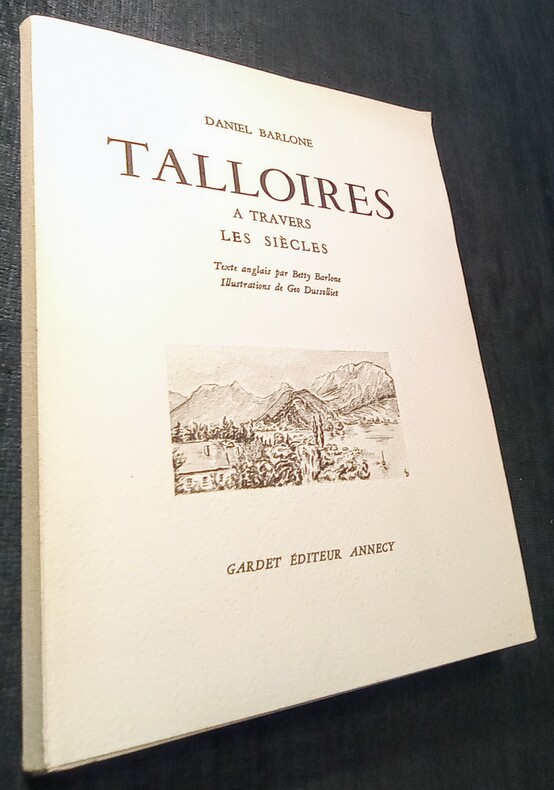 DANIEL BARLONE
TALLOIRES
A TRAVERS
LES SIÈCLES
Texte anglais par Betty Barlone
Illustrations de Geo Dussolliet
GARDET ÉDITEUR ANNECY